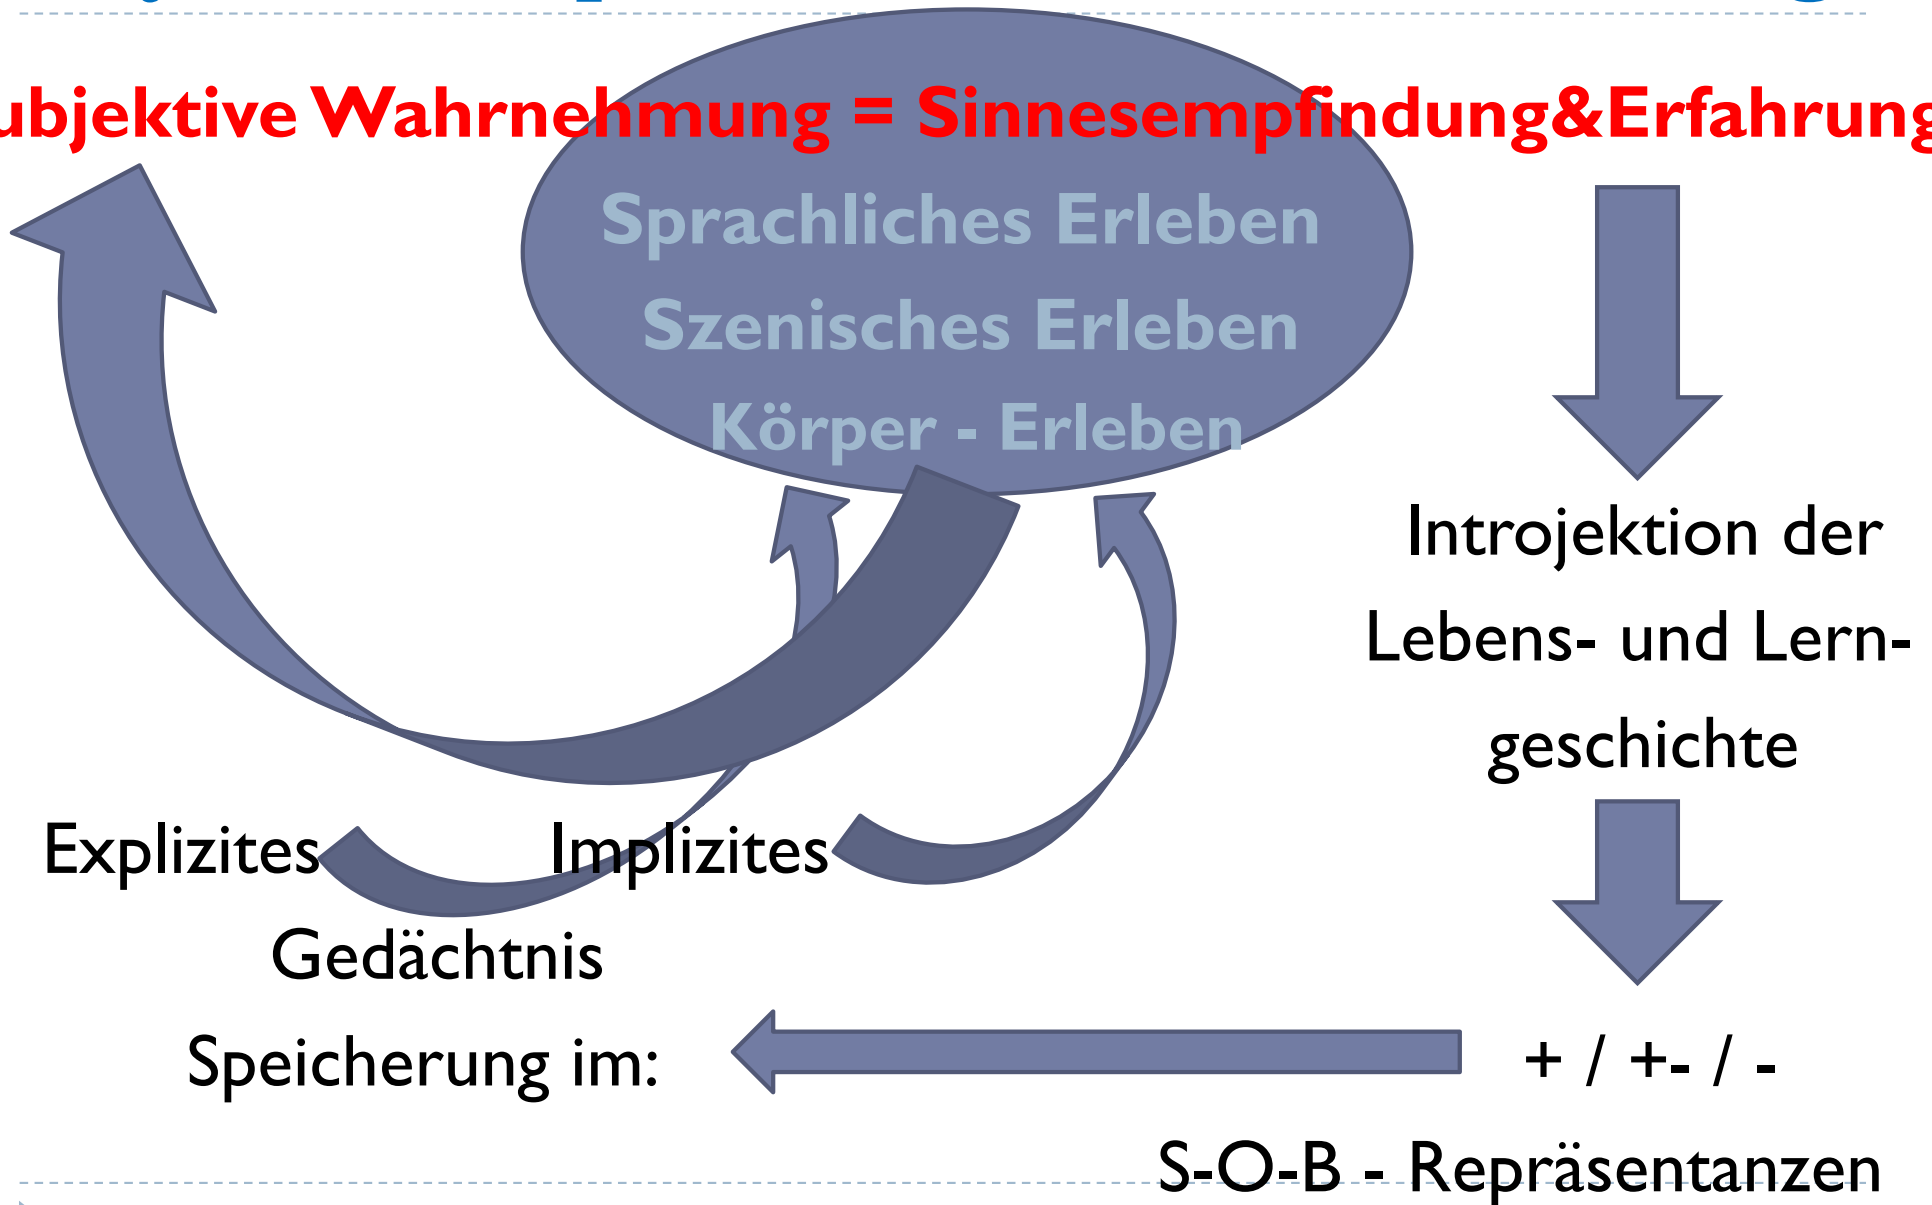 ubjektive Wahrnehmung = Sinnesempfindung&Erfahrung
Sprachliches Erleben
Szenisches Erleben
Körper - Erleben
Introjektion der
Lebens- und Lern-
geschichte
Explizites Implizites
Gedächtnis
Speicherung im: + / +- / -
S-O-B - Repräsentanzen